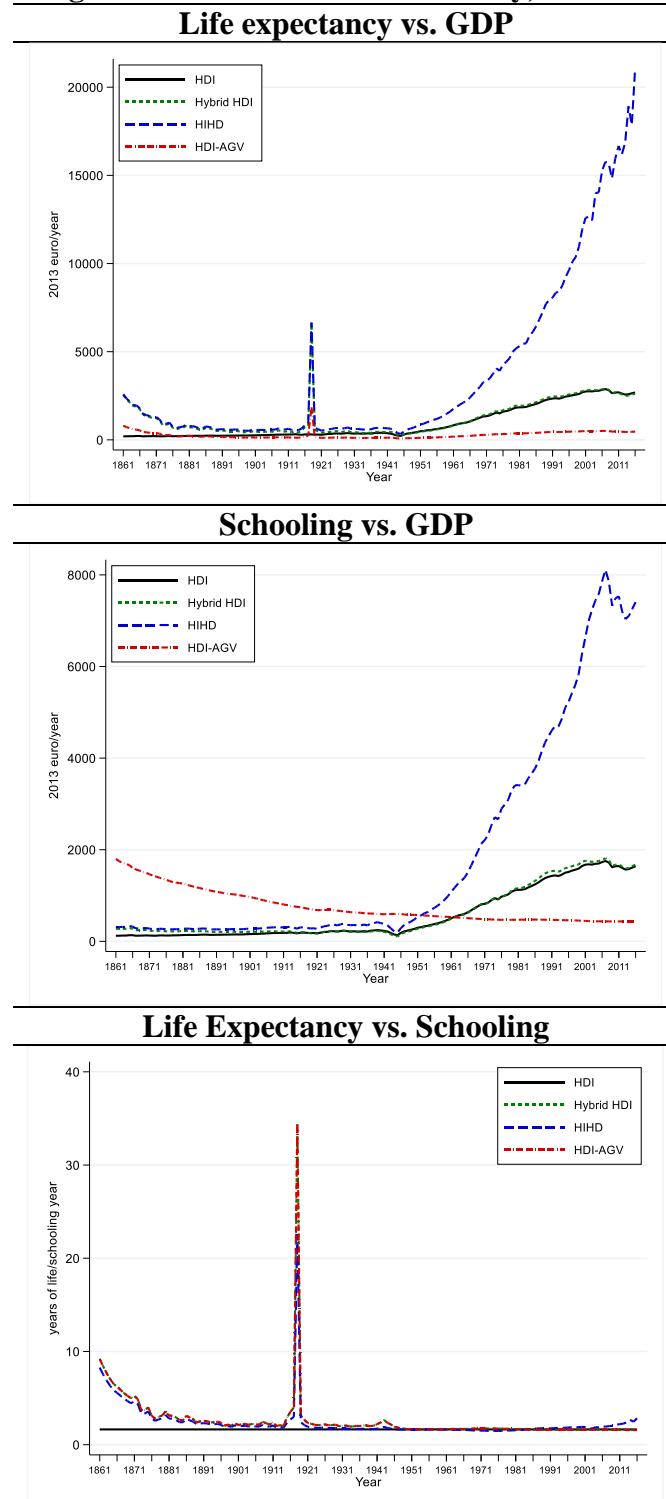 Life expectancy vs. GDP
HDI
Hybrid HDI
HIHD
HDI-AGV
20000
15000
10000
5000
0
2013 euro/year
1861 1871 1881 1891 1901 1911 1921 1931 1941 1951 1961 1971 1981 1991 2001 2011
Year
Schooling vs. GDP
HDI
Hybrid HDI
HIHD
HDI-AGV
8000
6000
4000
2000
0
2013 euro/year
1861 1871 1881 1891 1901 1911 1921 1931 1941 1951 1961 1971 1981 1991 2001 2011
Year
Life Expectancy vs. Schooling
HDI
Hybrid HDI
HIHD
HDI-AGV
40
30
20
10
0
years of life/schooling year
1861 1871 1881 1891 1901 1911 1921 1931 1941 1951 1961 1971 1981 1991 2001 2011
Year